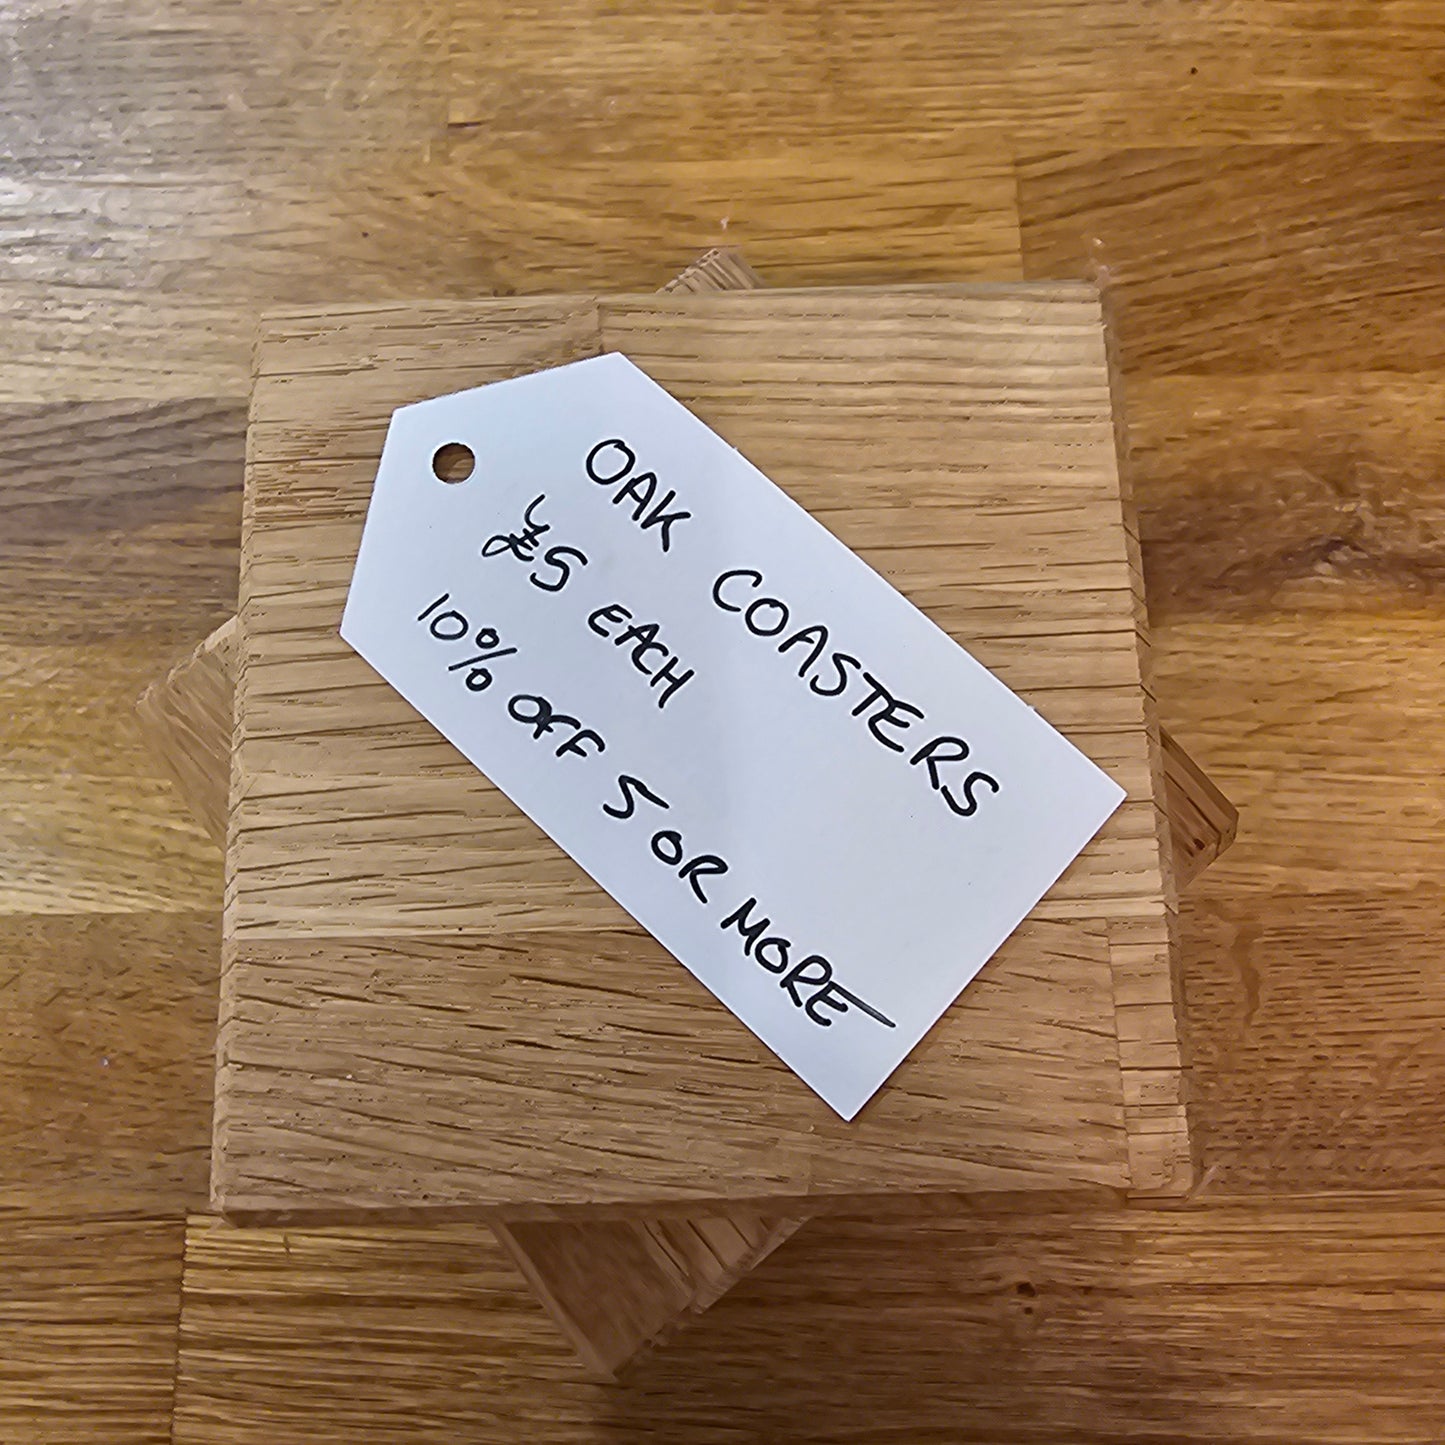 OAK COASTERS
£5 EACH
10% OFF 5 OR MORE